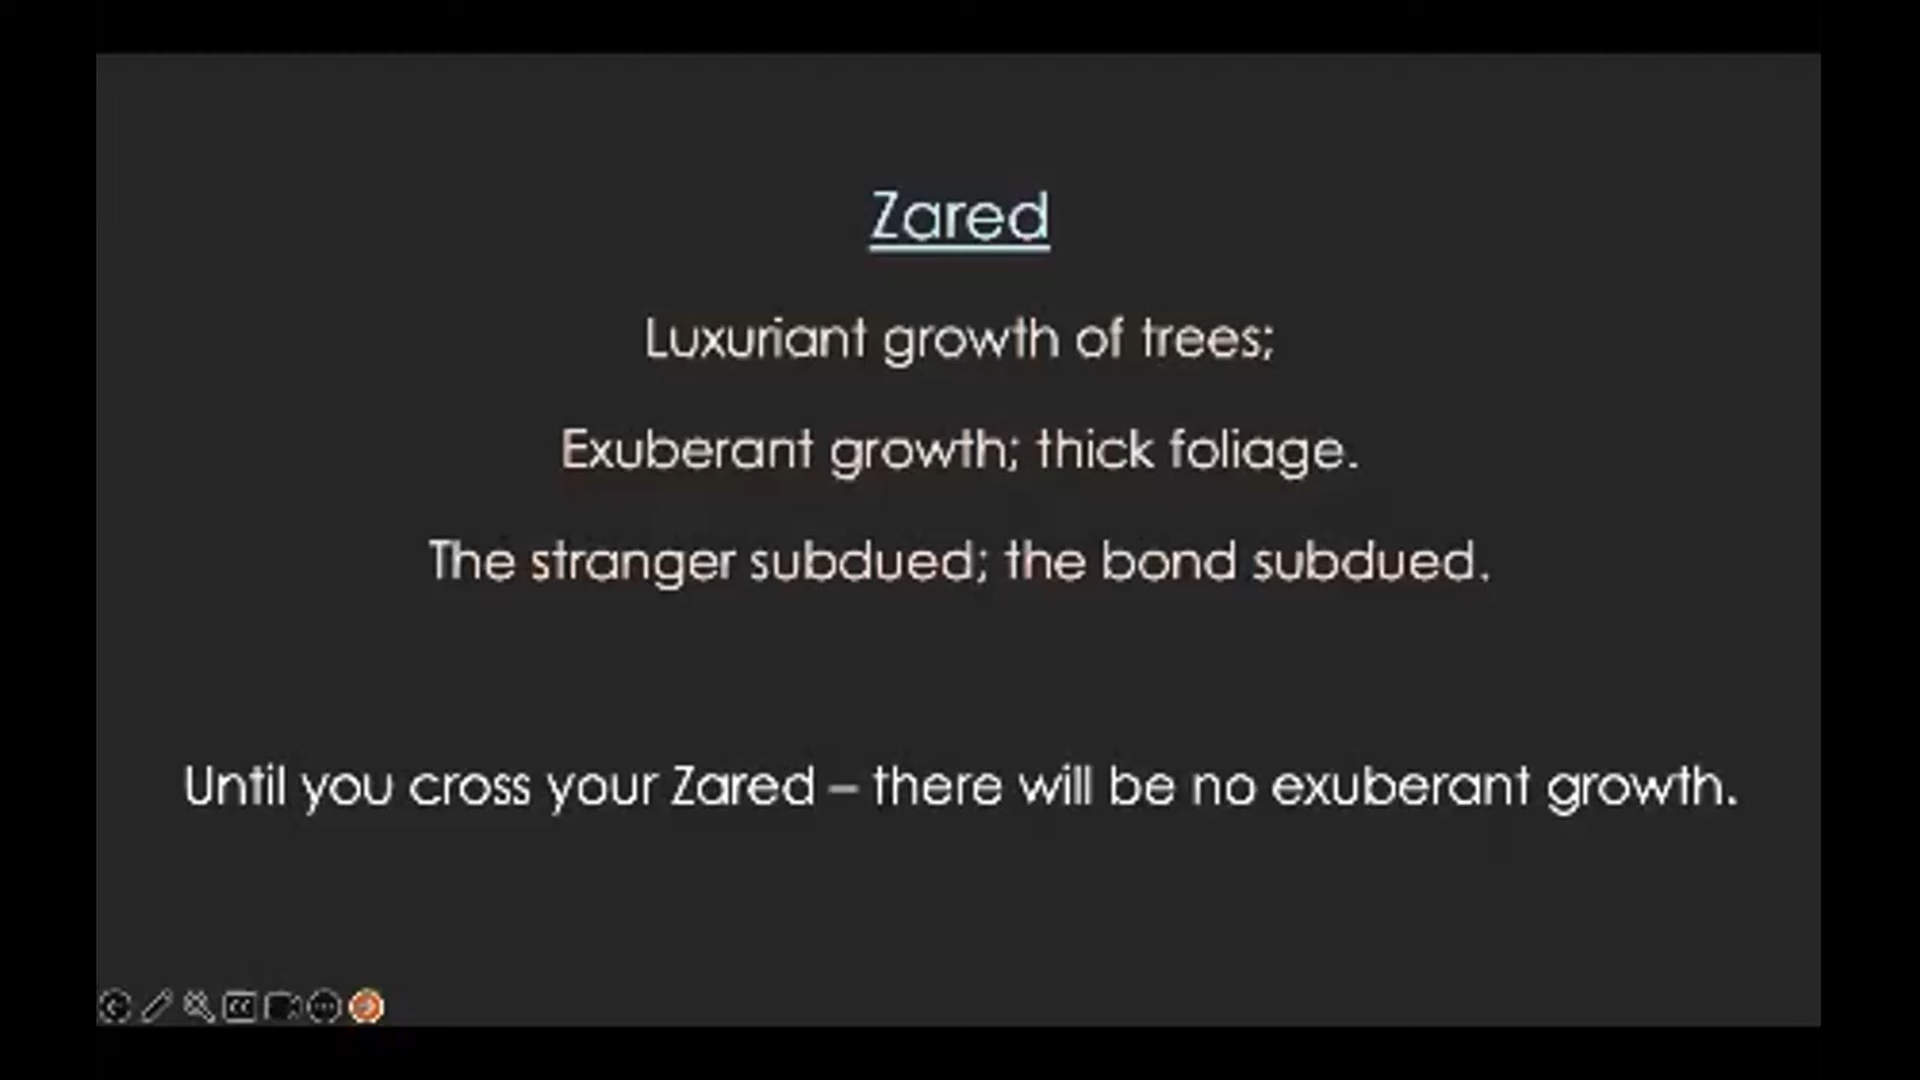 Zared
Luxuriant growth of trees;
Exuberant growth; thick foliage.
The stranger subdued; the bond subdued.
Until you cross your Zared – there will be no exuberant growth.